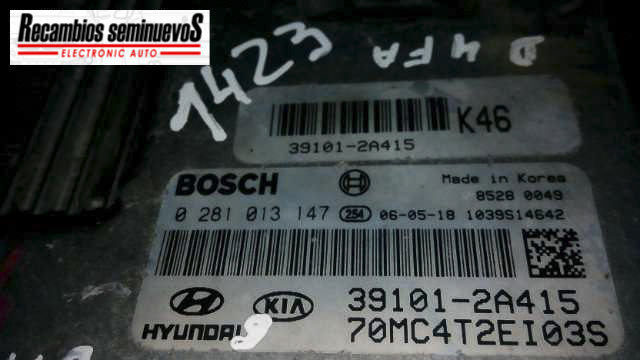 Recambios seminuevos
ELECTRONIC AUTO
1423
D4FA
K46
39101-2A415
BOSCH
Made in Korea
8528 0049
0 281 013 147 254 06-05-18 1039S14642
HYUNDAI
KIA
39101-2A415
70MC4T2EI03S